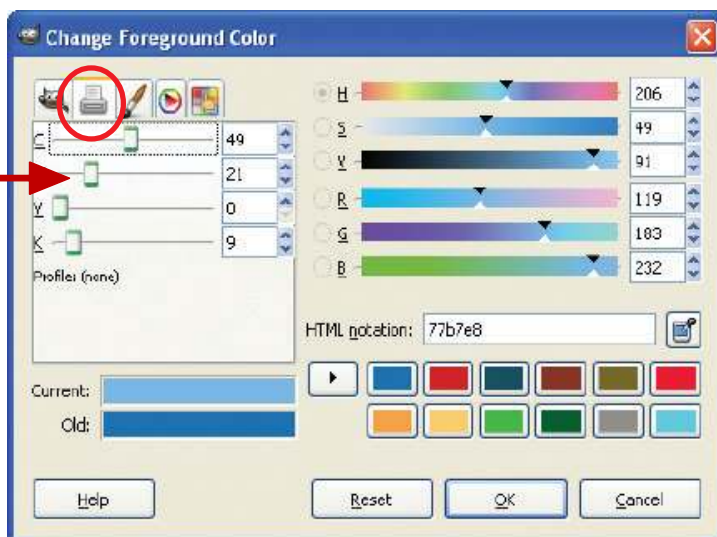 Change Foreground Color
C 49
21
Y 0
K 9
Profiles (none)
H 206
S 49
V 91
R 119
G 183
B 232
HTML notation: 77b7e8
Current:
Old:
Help
Reset
OK
Cancel